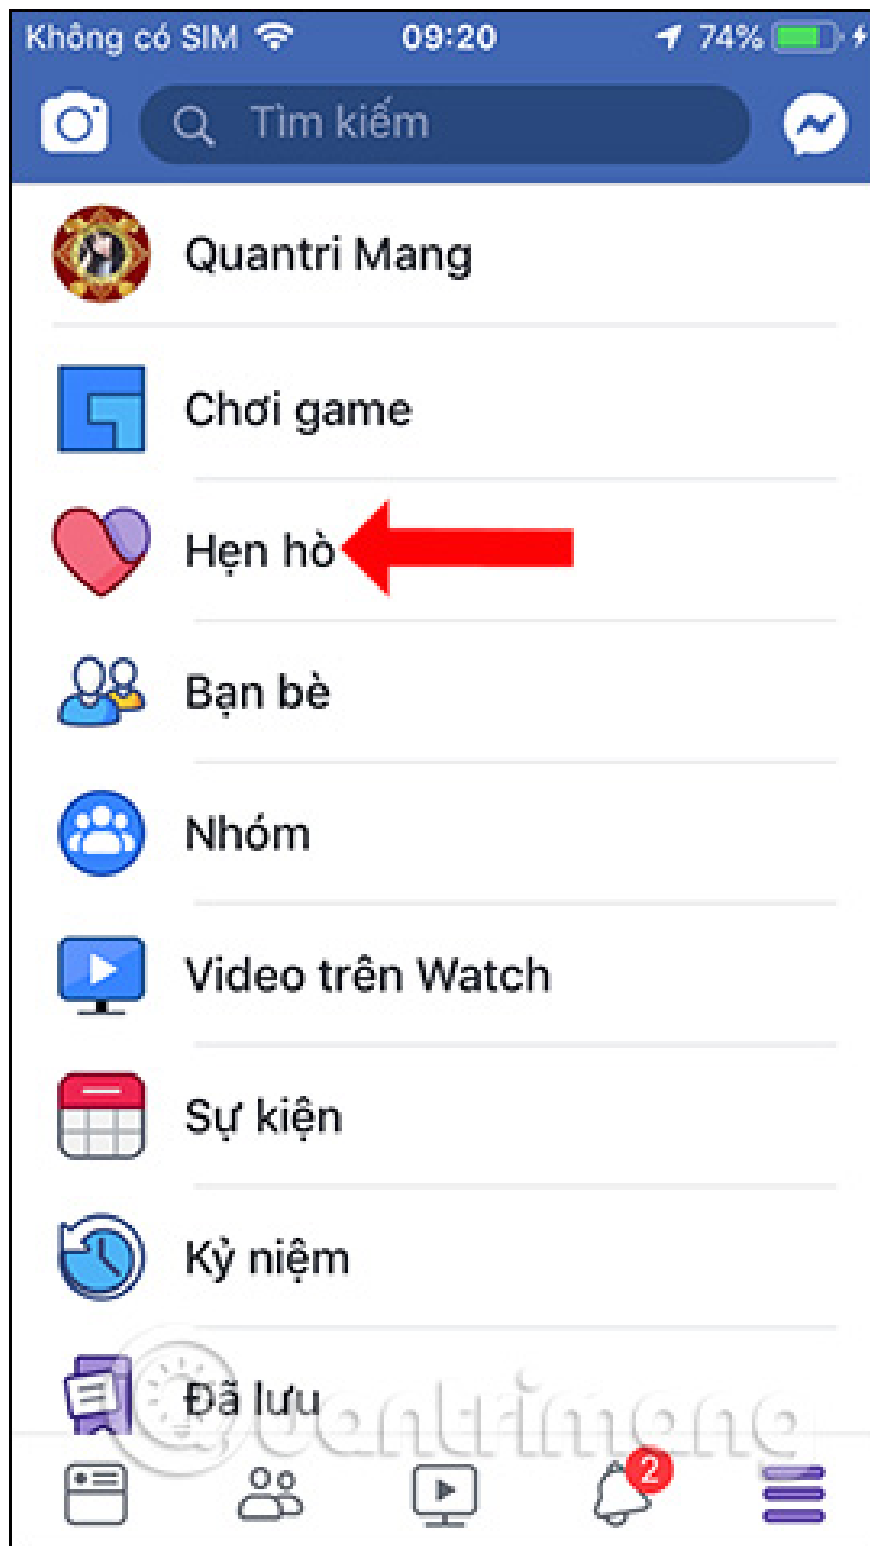 Không có SIM 09:20 74%
Tìm kiếm
Quantri Mang
Chơi game
Hẹn hò
Bạn bè
Nhóm
Video trên Watch
Sự kiện
Kỷ niệm
Đã lưu
Quantrimang
2